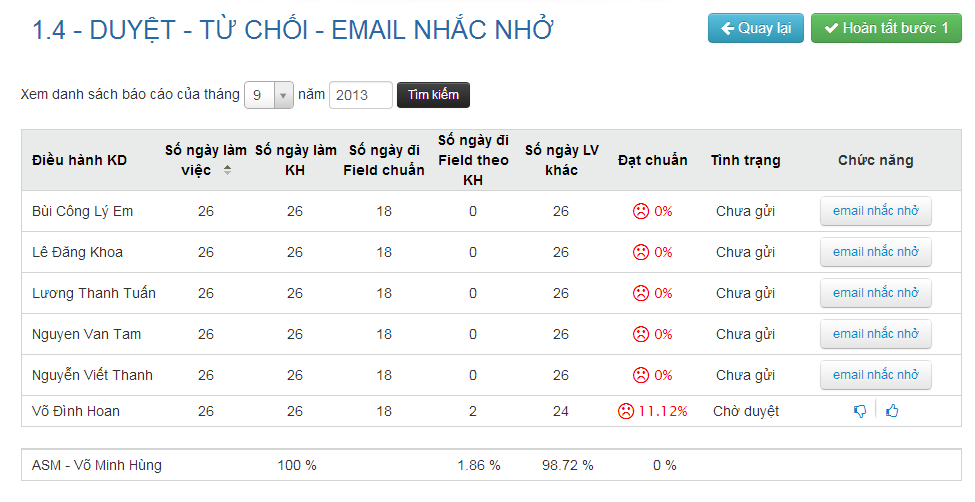 1.4 - DUYỆT - TỪ CHỐI - EMAIL NHẮC NHỞ
Quay lại
Hoàn tất bước 1
Xem danh sách báo cáo của tháng 9 năm 2013 Tìm kiếm
Điều hành KD Số ngày làm việc Số ngày làm KH Số ngày đi Field chuẩn Số ngày đi Field theo KH Số ngày LV khác Đạt chuẩn Tình trạng Chức năng
Bùi Công Lý Em 26 26 18 0 26 0% Chưa gửi email nhắc nhở
Lê Đăng Khoa 26 26 18 0 26 0% Chưa gửi email nhắc nhở
Lương Thanh Tuấn 26 26 18 0 26 0% Chưa gửi email nhắc nhở
Nguyen Van Tam 26 26 18 0 26 0% Chưa gửi email nhắc nhở
Nguyễn Viết Thanh 26 26 18 0 26 0% Chưa gửi email nhắc nhở
Võ Đình Hoan 26 26 18 2 24 11.12% Chờ duyệt
ASM - Võ Minh Hùng 100 % 1.86 % 98.72 % 0 %